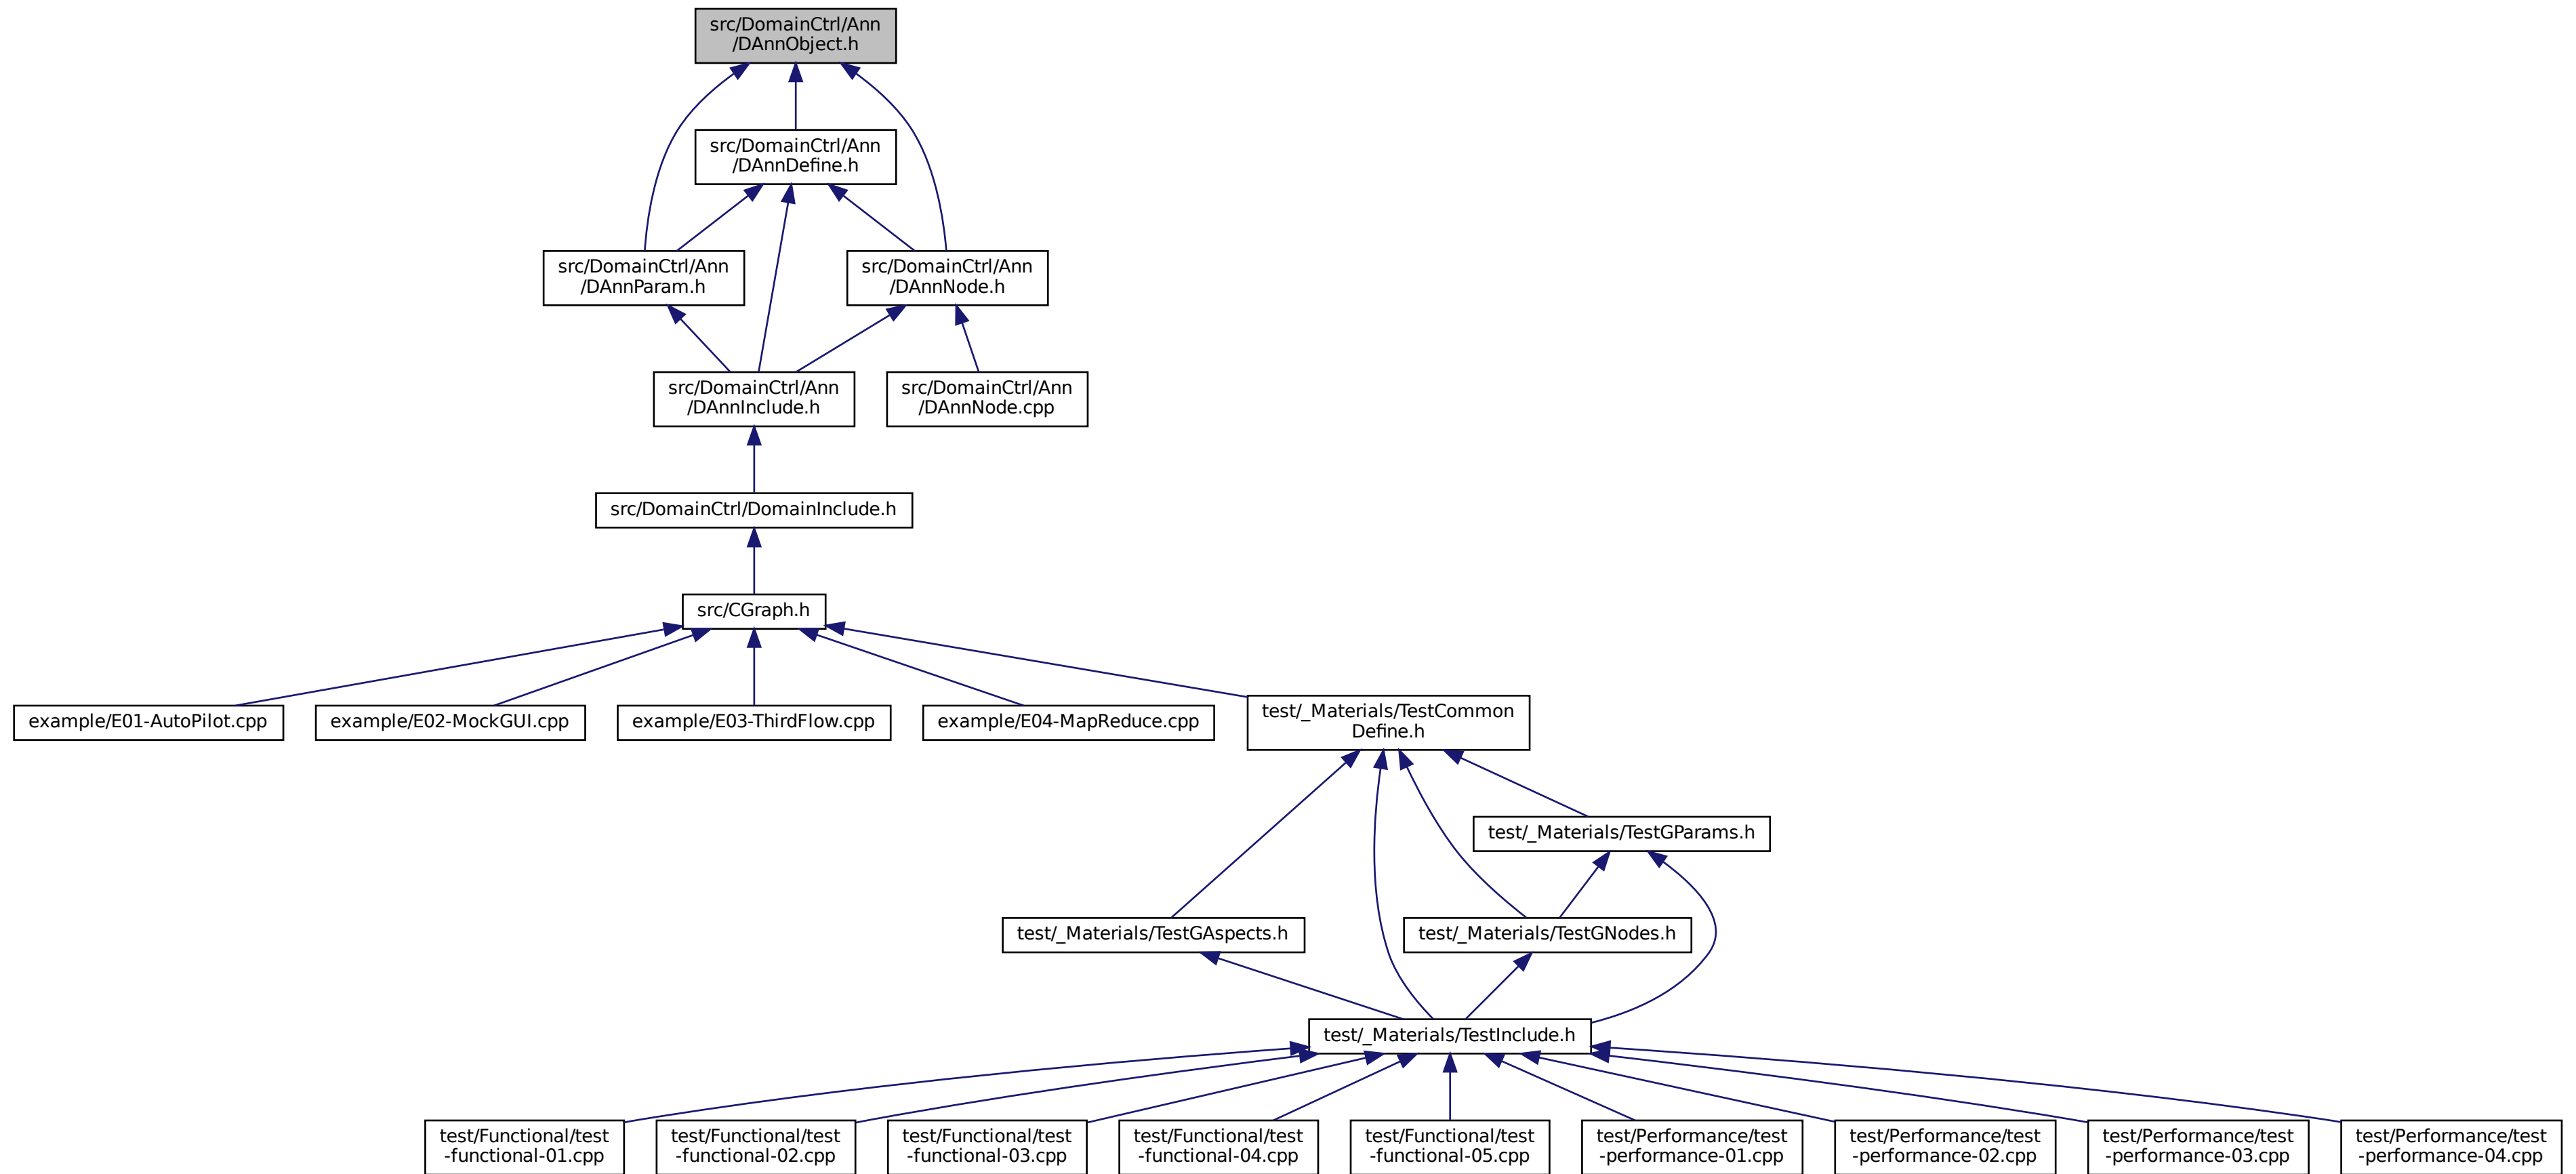 src/DomainCtrl/Ann
/DAnnObject.h
src/DomainCtrl/Ann
/DAnnDefine.h
src/DomainCtrl/Ann
/DAnnParam.h
src/DomainCtrl/Ann
/DAnnNode.h
src/DomainCtrl/Ann
/DAnnInclude.h
src/DomainCtrl/Ann
/DAnnNode.cpp
src/DomainCtrl/DomainInclude.h
src/CGraph.h
example/E01-AutoPilot.cpp
example/E02-MockGUI.cpp
example/E03-ThirdFlow.cpp
example/E04-MapReduce.cpp
test/_Materials/TestCommon
Define.h
test/_Materials/TestGParams.h
test/_Materials/TestGAspects.h
test/_Materials/TestGNodes.h
test/_Materials/TestInclude.h
test/Functional/test
-functional-01.cpp
test/Functional/test
-functional-02.cpp
test/Functional/test
-functional-03.cpp
test/Functional/test
-functional-04.cpp
test/Functional/test
-functional-05.cpp
test/Performance/test
-performance-01.cpp
test/Performance/test
-performance-02.cpp
test/Performance/test
-performance-03.cpp
test/Performance/test
-performance-04.cpp